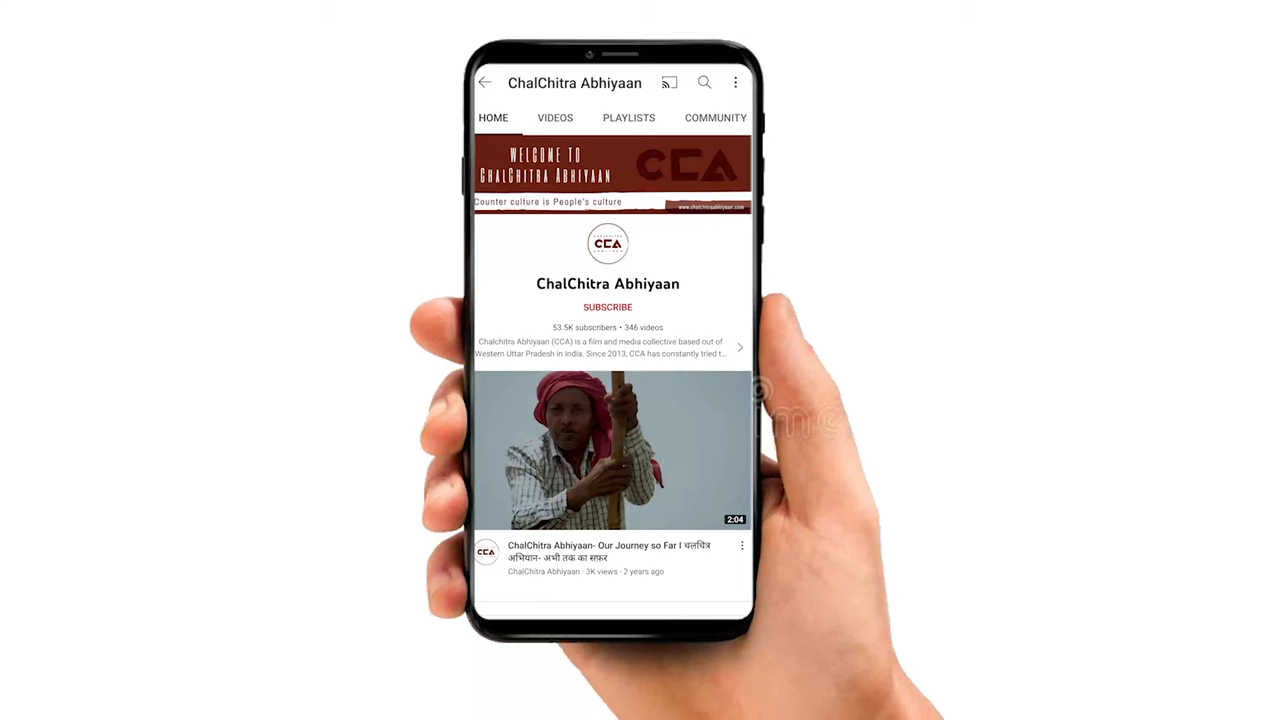 ChalChitra Abhiyaan
HOME VIDEOS PLAYLISTS COMMUNITY
WELCOME TO
CHALCHITRA ABHIYAAN
CCA
Counter culture is People's culture
www.chalchitraabhiyaan.com
CCA
ChalChitra Abhiyaan
SUBSCRIBE
53.5K subscribers • 346 videos
Chalchitra Abhiyaan (CCA) is a film and media collective based out of
Western Uttar Pradesh in India. Since 2013, CCA has constantly tried t...
2:04
CCA
ChalChitra Abhiyaan- Our Journey so Far I चलचित्र
अभियान- अभी तक का सफ़र
ChalChitra Abhiyaan · 3K views · 2 years ago